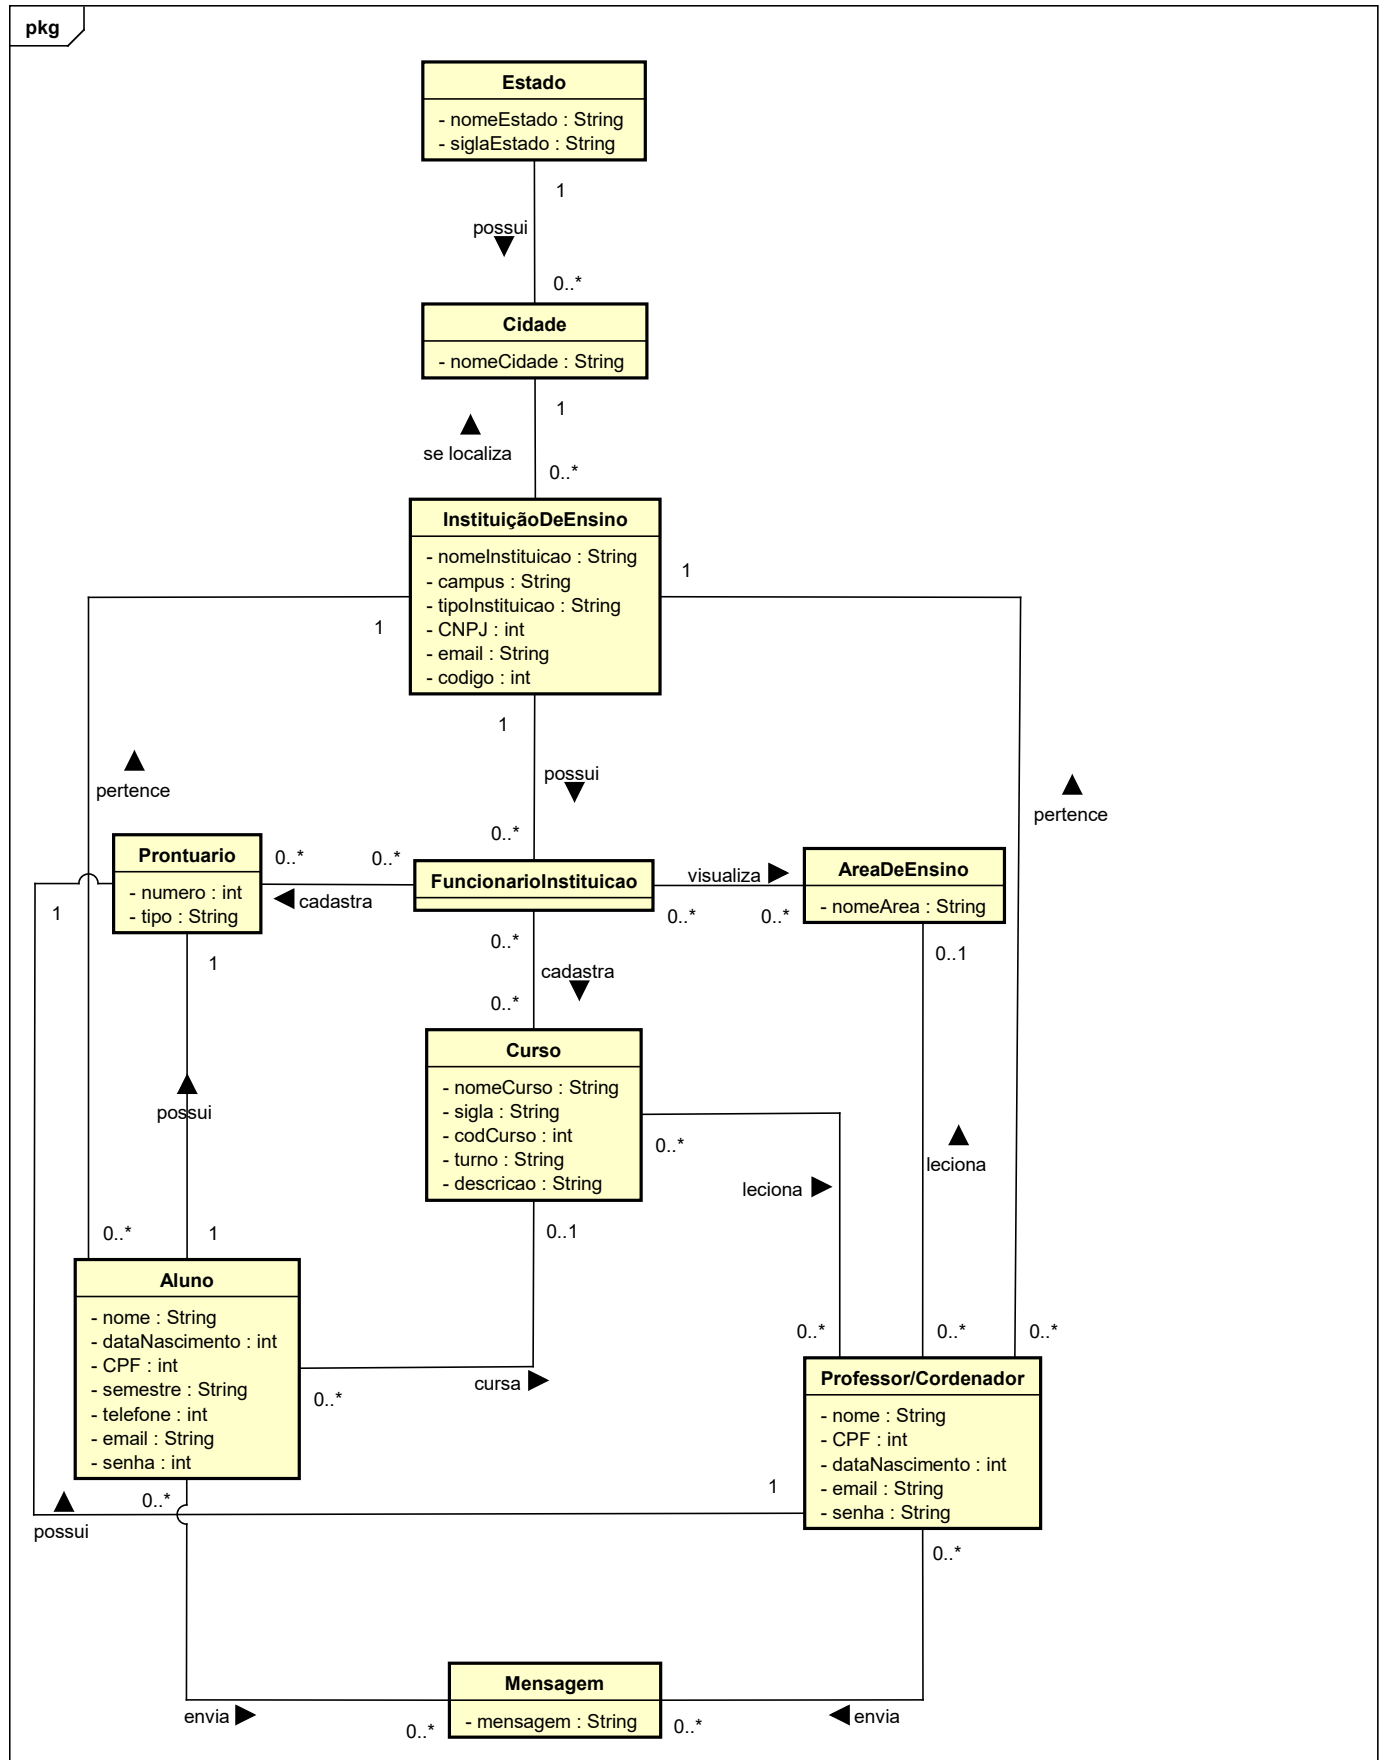 pkg
Estado
- nomeEstado : String
- siglaEstado : String
1
possui
0..*
Cidade
- nomeCidade : String
1
se localiza
0..*
InstituiçãoDeEnsino
- nomeInstituicao : String
- campus : String
- tipoInstituicao : String
- CNPJ : int
- email : String
- codigo : int
1
1
1
possui
pertence
pertence
0..*
Prontuario
- numero : int
- tipo : String
0..*
0..*
cadastra
FuncionarioInstituicao
visualiza
0..*
0..*
AreaDeEnsino
- nomeArea : String
1
1
0..*
cadastra
0..*
0..1
Curso
- nomeCurso : String
- sigla : String
- codCurso : int
- turno : String
- descricao : String
possui
0..*
leciona
leciona
0..*
1
0..1
Aluno
- nome : String
- dataNascimento : int
- CPF : int
- semestre : String
- telefone : int
- email : String
- senha : int
0..*
cursa
0..*
0..*
0..*
Professor/Cordenador
- nome : String
- CPF : int
- dataNascimento : int
- email : String
- senha : String
1
0..*
possui
0..*
Mensagem
- mensagem : String
envia
0..*
0..*
envia